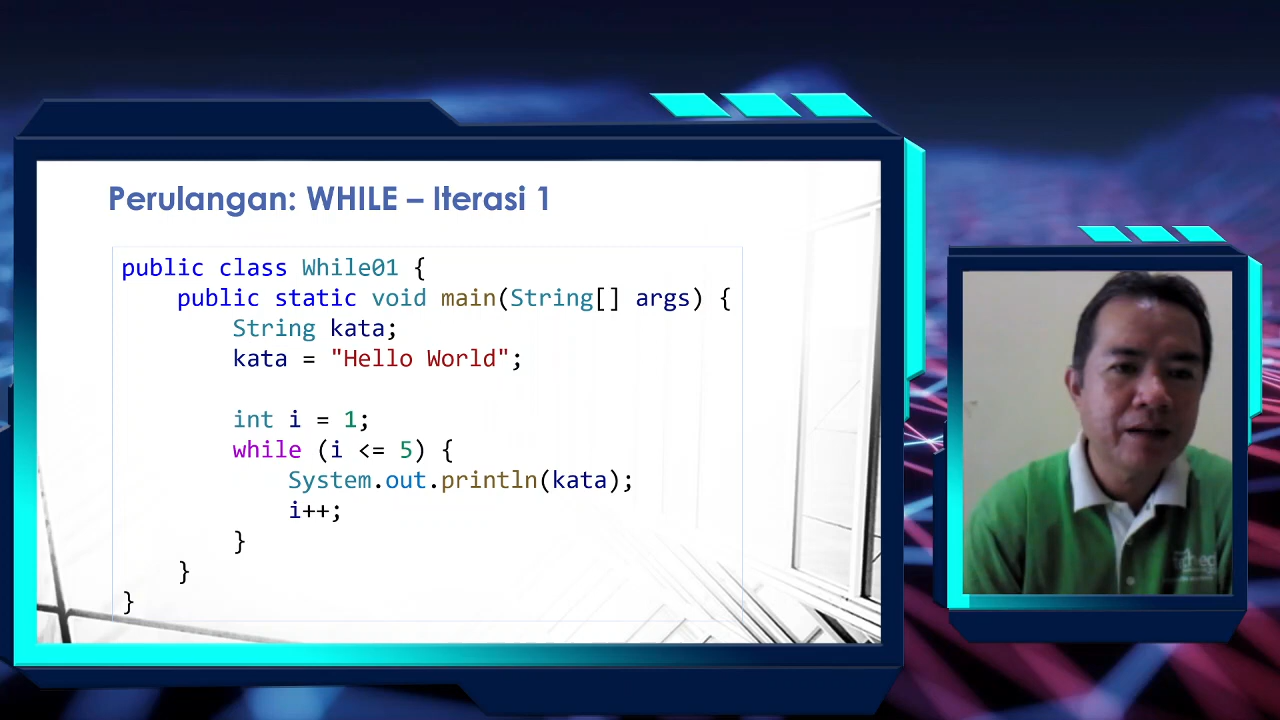 Perulangan: WHILE – Iterasi 1
public class While01 {
    public static void main(String[] args) {
        String kata;
        kata = "Hello World";
        int i = 1;
        while (i <= 5) {
            System.out.println(kata);
            i++;
        }
    }
}